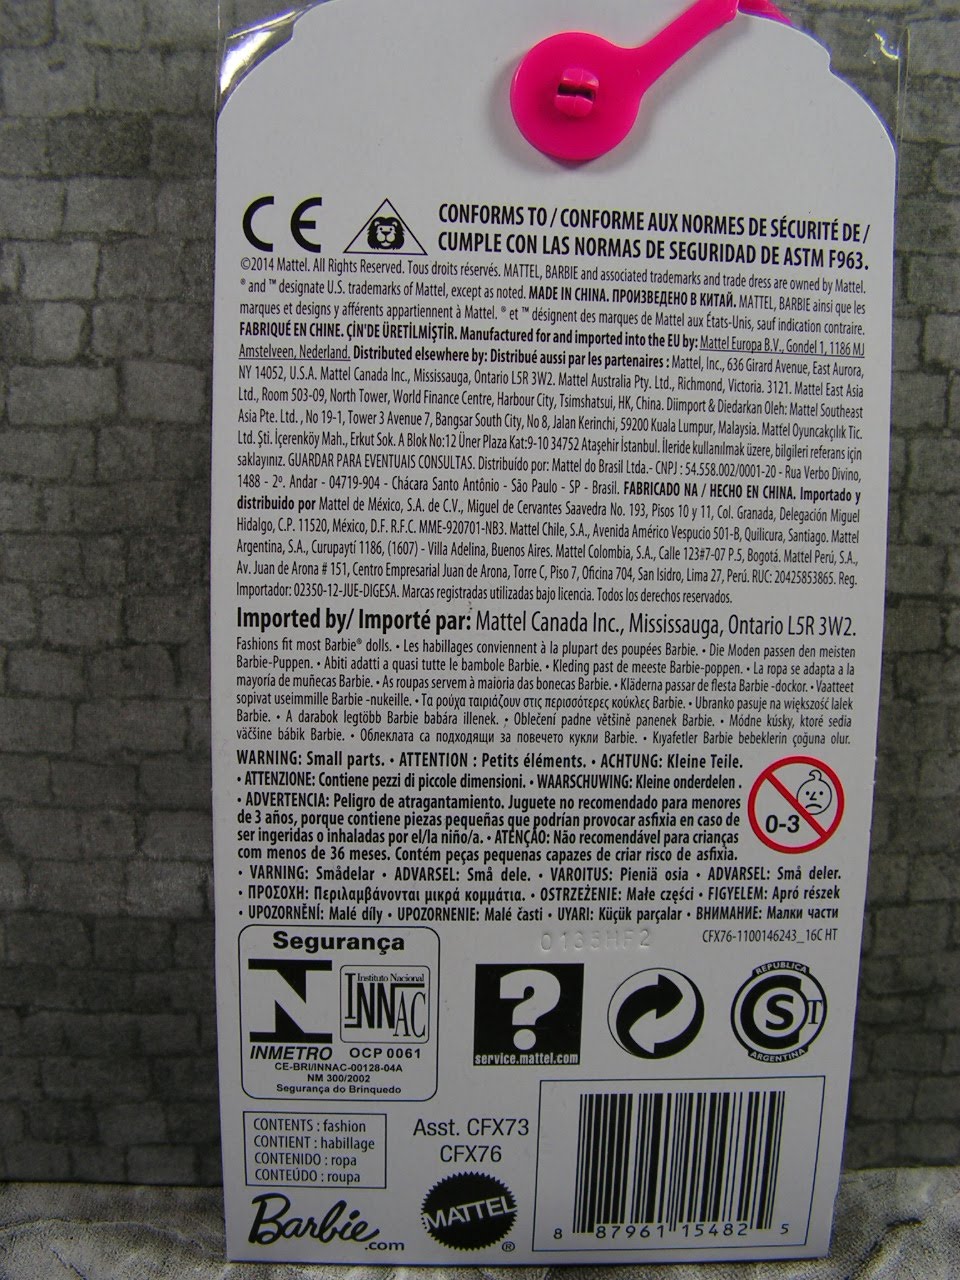 CE
CONFORMS TO / CONFORME AUX NORMES DE SÉCURITÉ DE /
CUMPLE CON LAS NORMAS DE SEGURIDAD DE ASTM F963.
©2014 Mattel. All Rights Reserved. Tous droits réservés. MATTEL, BARBIE and associated trademarks and trade dress are owned by Mattel.
® and ™ designate U.S. trademarks of Mattel, except as noted. MADE IN CHINA. ПРОИЗВЕДЕНО В КИТАЙ. MATTEL, BARBIE ainsi que les
marques et designs y afférents appartiennent à Mattel. ® et ™ désignent des marques de Mattel aux États-Unis, sauf indication contraire.
FABRIQUÉ EN CHINE. ÇİN'DE ÜRETİLMİŞTİR. Manufactured for and imported into the EU by: Mattel Europa B.V., Gondel 1, 1186 MJ
Amstelveen, Nederland. Distributed elsewhere by: Distribué aussi par les partenaires : Mattel, Inc., 636 Girard Avenue, East Aurora,
NY 14052, U.S.A. Mattel Canada Inc., Mississauga, Ontario L5R 3W2. Mattel Australia Pty. Ltd., Richmond, Victoria. 3121. Mattel East Asia
Ltd., Room 503-09, North Tower, World Finance Centre, Harbour City, Tsimshatsui, HK, China. Diimport & Diedarkan Oleh: Mattel Southeast
Asia Pte. Ltd. , No 19-1, Tower 3 Avenue 7, Bangsar South City, No 8, Jalan Kerinchi, 59200 Kuala Lumpur, Malaysia. Mattel Oyuncakçılık Tic.
Ltd. Şti. İçerenköy Mah., Erkut Sok. A Blok No:12 Üner Plaza Kat:9-10 34752 Ataşehir İstanbul. İleride kullanılmak üzere, bilgileri referans için
saklayınız. GUARDAR PARA EVENTUAIS CONSULTAS. Distribuído por: Mattel do Brasil Ltda.- CNPJ : 54.558.002/0001-20 - Rua Verbo Divino,
1488 - 2º. Andar - 04719-904 - Chácara Santo Antônio - São Paulo - SP - Brasil. FABRICADO NA / HECHO EN CHINA. Importado y
distribuido por Mattel de México, S.A. de C.V., Miguel de Cervantes Saavedra No. 193, Pisos 10 y 11, Col. Granada, Delegación Miguel
Hidalgo, C.P. 11520, México, D.F. R.F.C. MME-920701-NB3. Mattel Chile, S.A., Avenida Américo Vespucio 501-B, Quilicura, Santiago. Mattel
Argentina, S.A., Curupaytí 1186, (1607) - Villa Adelina, Buenos Aires. Mattel Colombia, S.A., Calle 123#7-07 P.5, Bogotá. Mattel Perú, S.A.,
Av. Juan de Arona # 151, Centro Empresarial Juan de Arona, Torre C, Piso 7, Oficina 704, San Isidro, Lima 27, Perú. RUC: 20425853865. Reg.
Importador: 02350-12-JUE-DIGESA. Marcas registradas utilizadas bajo licencia. Todos los derechos reservados.
Imported by/ Importé par: Mattel Canada Inc., Mississauga, Ontario L5R 3W2.
Fashions fit most Barbie® dolls. • Les habillages conviennent à la plupart des poupées Barbie. • Die Moden passen den meisten
Barbie-Puppen. • Abiti adatti a quasi tutte le bambole Barbie. • Kleding past de meeste Barbie-poppen. • La ropa se adapta a la
mayoría de muñecas Barbie. • As roupas servem à maioria das bonecas Barbie. • Kläderna passar de flesta Barbie -dockor. • Vaatteet
sopivat useimmille Barbie -nukeille. • Τα ρούχα ταιριάζουν στις περισσότερες κούκλες Barbie. • Ubranko pasuje na większość lalek
Barbie. • A darabok legtöbb Barbie babára illenek. • Oblečení padne většině panenek Barbie. • Módne kúsky, ktoré sedia
väčšine bábik Barbie. • Облеклата са подходящи за повечето кукли Barbie. • Kıyafetler Barbie bebeklerin çoğuna olur.
WARNING: Small parts. • ATTENTION : Petits éléments. • ACHTUNG: Kleine Teile.
• ATTENZIONE: Contiene pezzi di piccole dimensioni. • WAARSCHUWING: Kleine onderdelen .
• ADVERTENCIA: Peligro de atragantamiento. Juguete no recomendado para menores
de 3 años, porque contiene piezas pequeñas que podrían provocar asfixia en caso de
ser ingeridas o inhaladas por el/la niño/a. • ATENÇÃO: Não recomendável para crianças
com menos de 36 meses. Contém peças pequenas capazes de criar risco de asfixia.
0-3
• VARNING: Smådelar • ADVARSEL: Små dele. • VAROITUS: Pieniä osia • ADVARSEL: Små deler.
• ΠΡΟΣΟΧΗ: Περιλαμβάνονται μικρά κομμάτια. • OSTRZEŻENIE: Małe części • FIGYELEM: Apró részek
• UPOZORNĚNÍ: Malé díly • UPOZORNENIE: Malé časti • UYARI: Küçük parçalar • ВНИМАНИЕ: Малки части
CFX76-1100146243_16C HT
Segurança
INMETRO
Instituto Nacional
INNAC
OCP 0061
CE-BRI/INNAC-00128-04A
NM 300/2002
Segurança do Brinquedo
?
service.mattel.com
REPUBLICA
CST
ARGENTINA
CONTENTS : fashion
CONTIENT : habillage
CONTENIDO : ropa
CONTEÚDO : roupa
Asst. CFX73
CFX76
Barbie.com
MATTEL ®
8 87961 15482 5